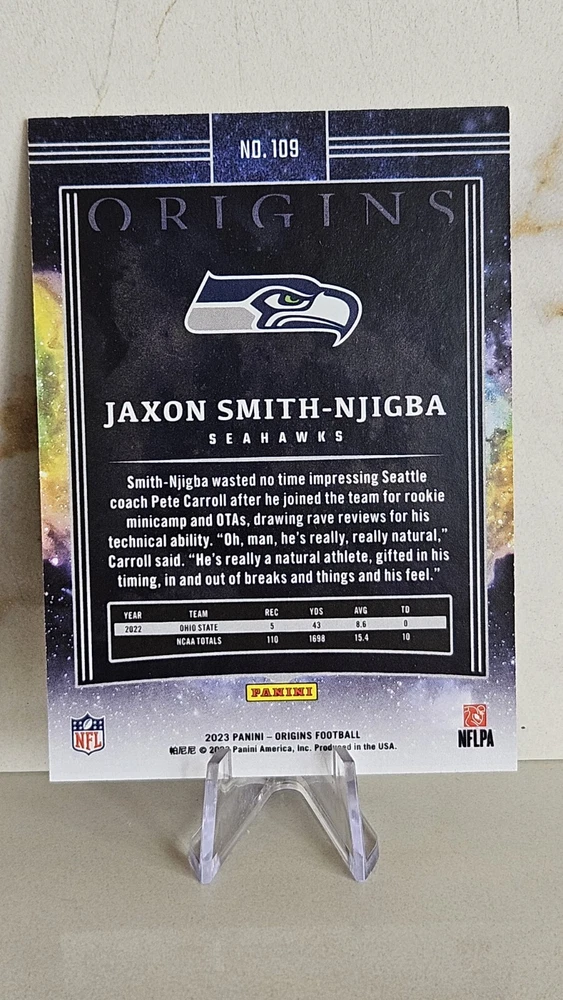 NO. 109
ORIGINS
JAXON SMITH-NJIGBA
SEAHAWKS
Smith-Njigba wasted no time impressing Seattle
coach Pete Carroll after he joined the team for rookie
minicamp and OTAs, drawing rave reviews for his
technical ability. “Oh, man, he’s really, really natural,”
Carroll said. “He’s really a natural athlete, gifted in his
timing, in and out of breaks and things and his feel.”
YEAR TEAM REC YDS AVG TD
2022 OHIO STATE 5 43 8.6 0
NCAA TOTALS 110 1698 15.4 10
PANINI
NFL
NFLPA
2023 PANINI – ORIGINS FOOTBALL
帕尼尼 © Panini America, Inc. Produced in the USA.